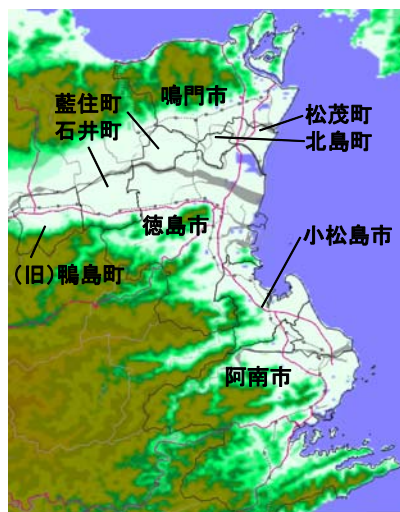 鳴門市
藍住町
石井町
松茂町
北島町
徳島市
小松島市
（旧）鴨島町
阿南市